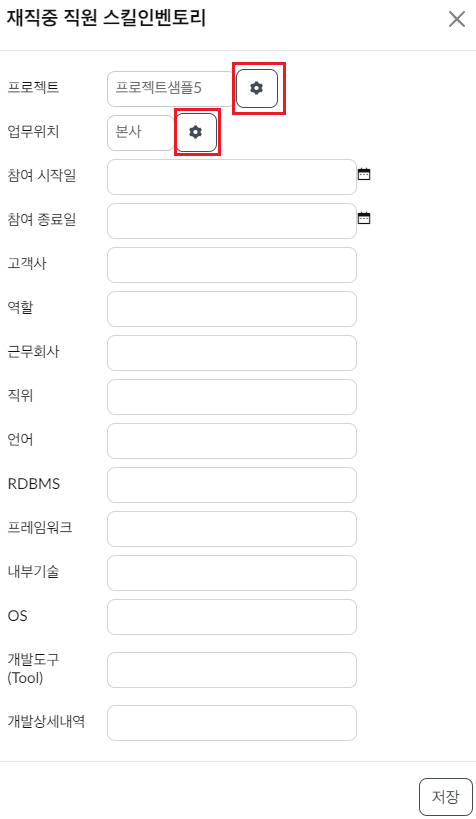 재직중 직원 스킬인벤토리
프로젝트 프로젝트샘플5
업무위치 본사
참여 시작일
참여 종료일
고객사
역할
근무회사
직위
언어
RDBMS
프레임워크
내부기술
OS
개발도구
(Tool)
개발상세내역
저장